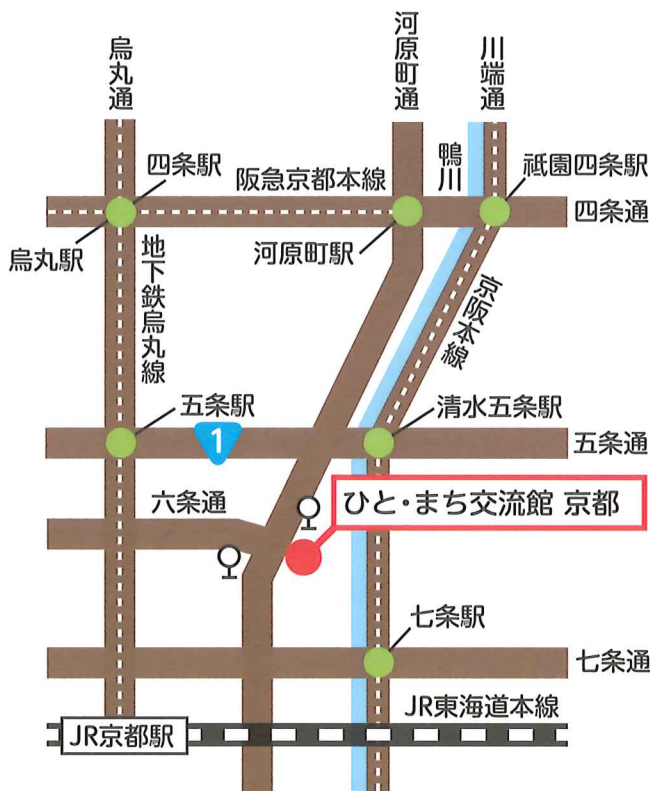 烏丸通
河原町通
川端通
鴨川
四条駅
阪急京都本線
祇園四条駅
四条通
烏丸駅
河原町駅
地下鉄烏丸線
京阪本線
五条駅
1
清水五条駅
五条通
六条通
ひと・まち交流館 京都
七条駅
七条通
JR東海道本線
JR京都駅